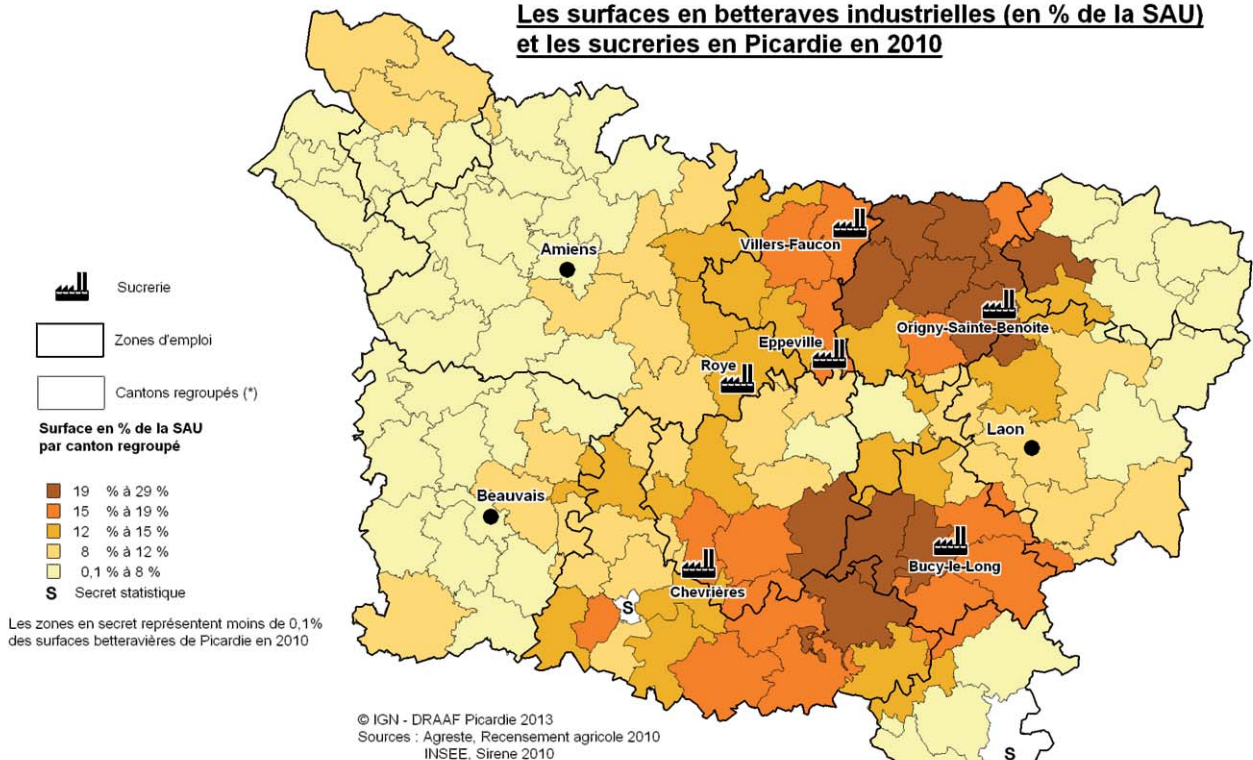 Les surfaces en betteraves industrielles (en % de la SAU)
et les sucreries en Picardie en 2010
Amiens
Villers-Faucon
Origny-Sainte-Benoite
Eppeville
Roye
Laon
Beauvais
Bucy-le-Long
Chevrières
S
S
Sucrerie
Zones d'emploi
Cantons regroupés (*)
Surface en % de la SAU
par canton regroupé
19 % à 29 %
15 % à 19 %
12 % à 15 %
8 % à 12 %
0,1 % à 8 %
S Secret statistique
Les zones en secret représentent moins de 0,1%
des surfaces betteravières de Picardie en 2010
© IGN - DRAAF Picardie 2013
Sources : Agreste, Recensement agricole 2010
INSEE, Sirene 2010